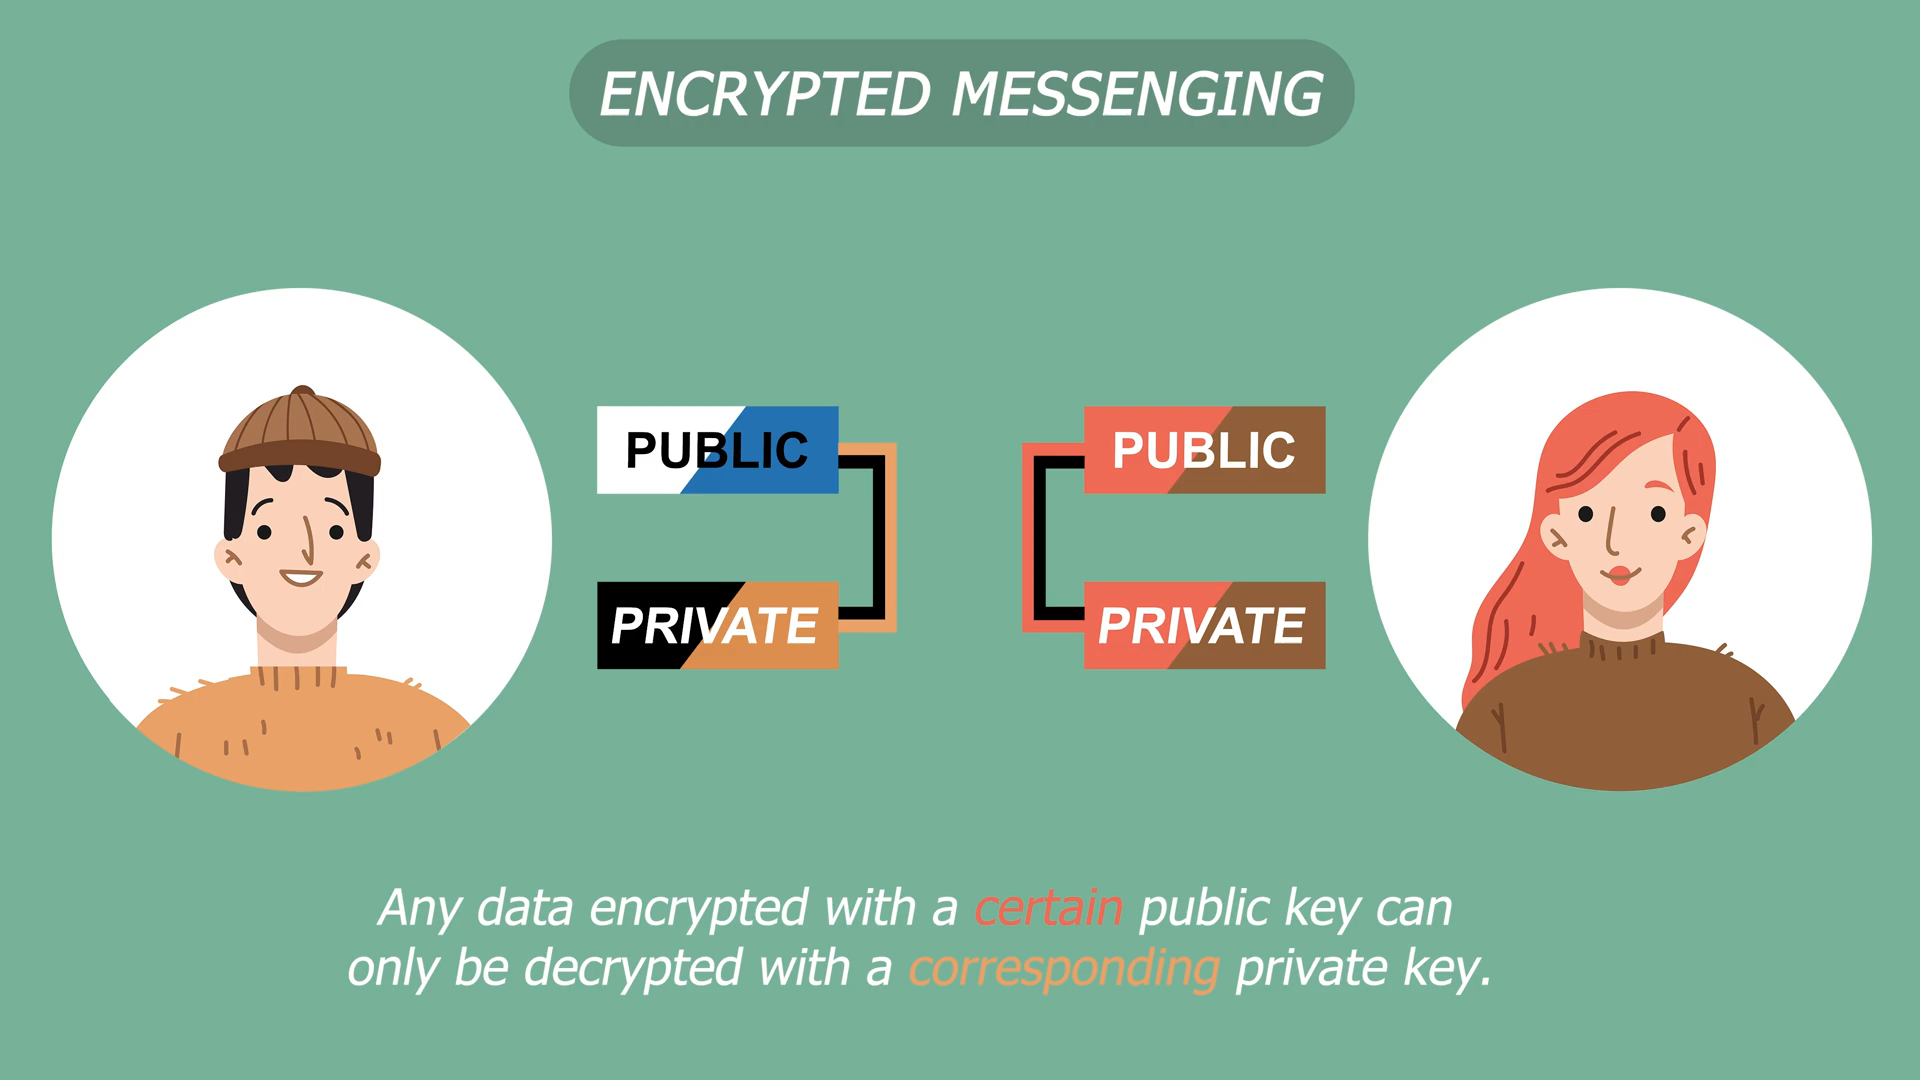 ENCRYPTED MESSENGING
PUBLIC
PUBLIC
PRIVATE
PRIVATE
Any data encrypted with a certain public key can
only be decrypted with a corresponding private key.